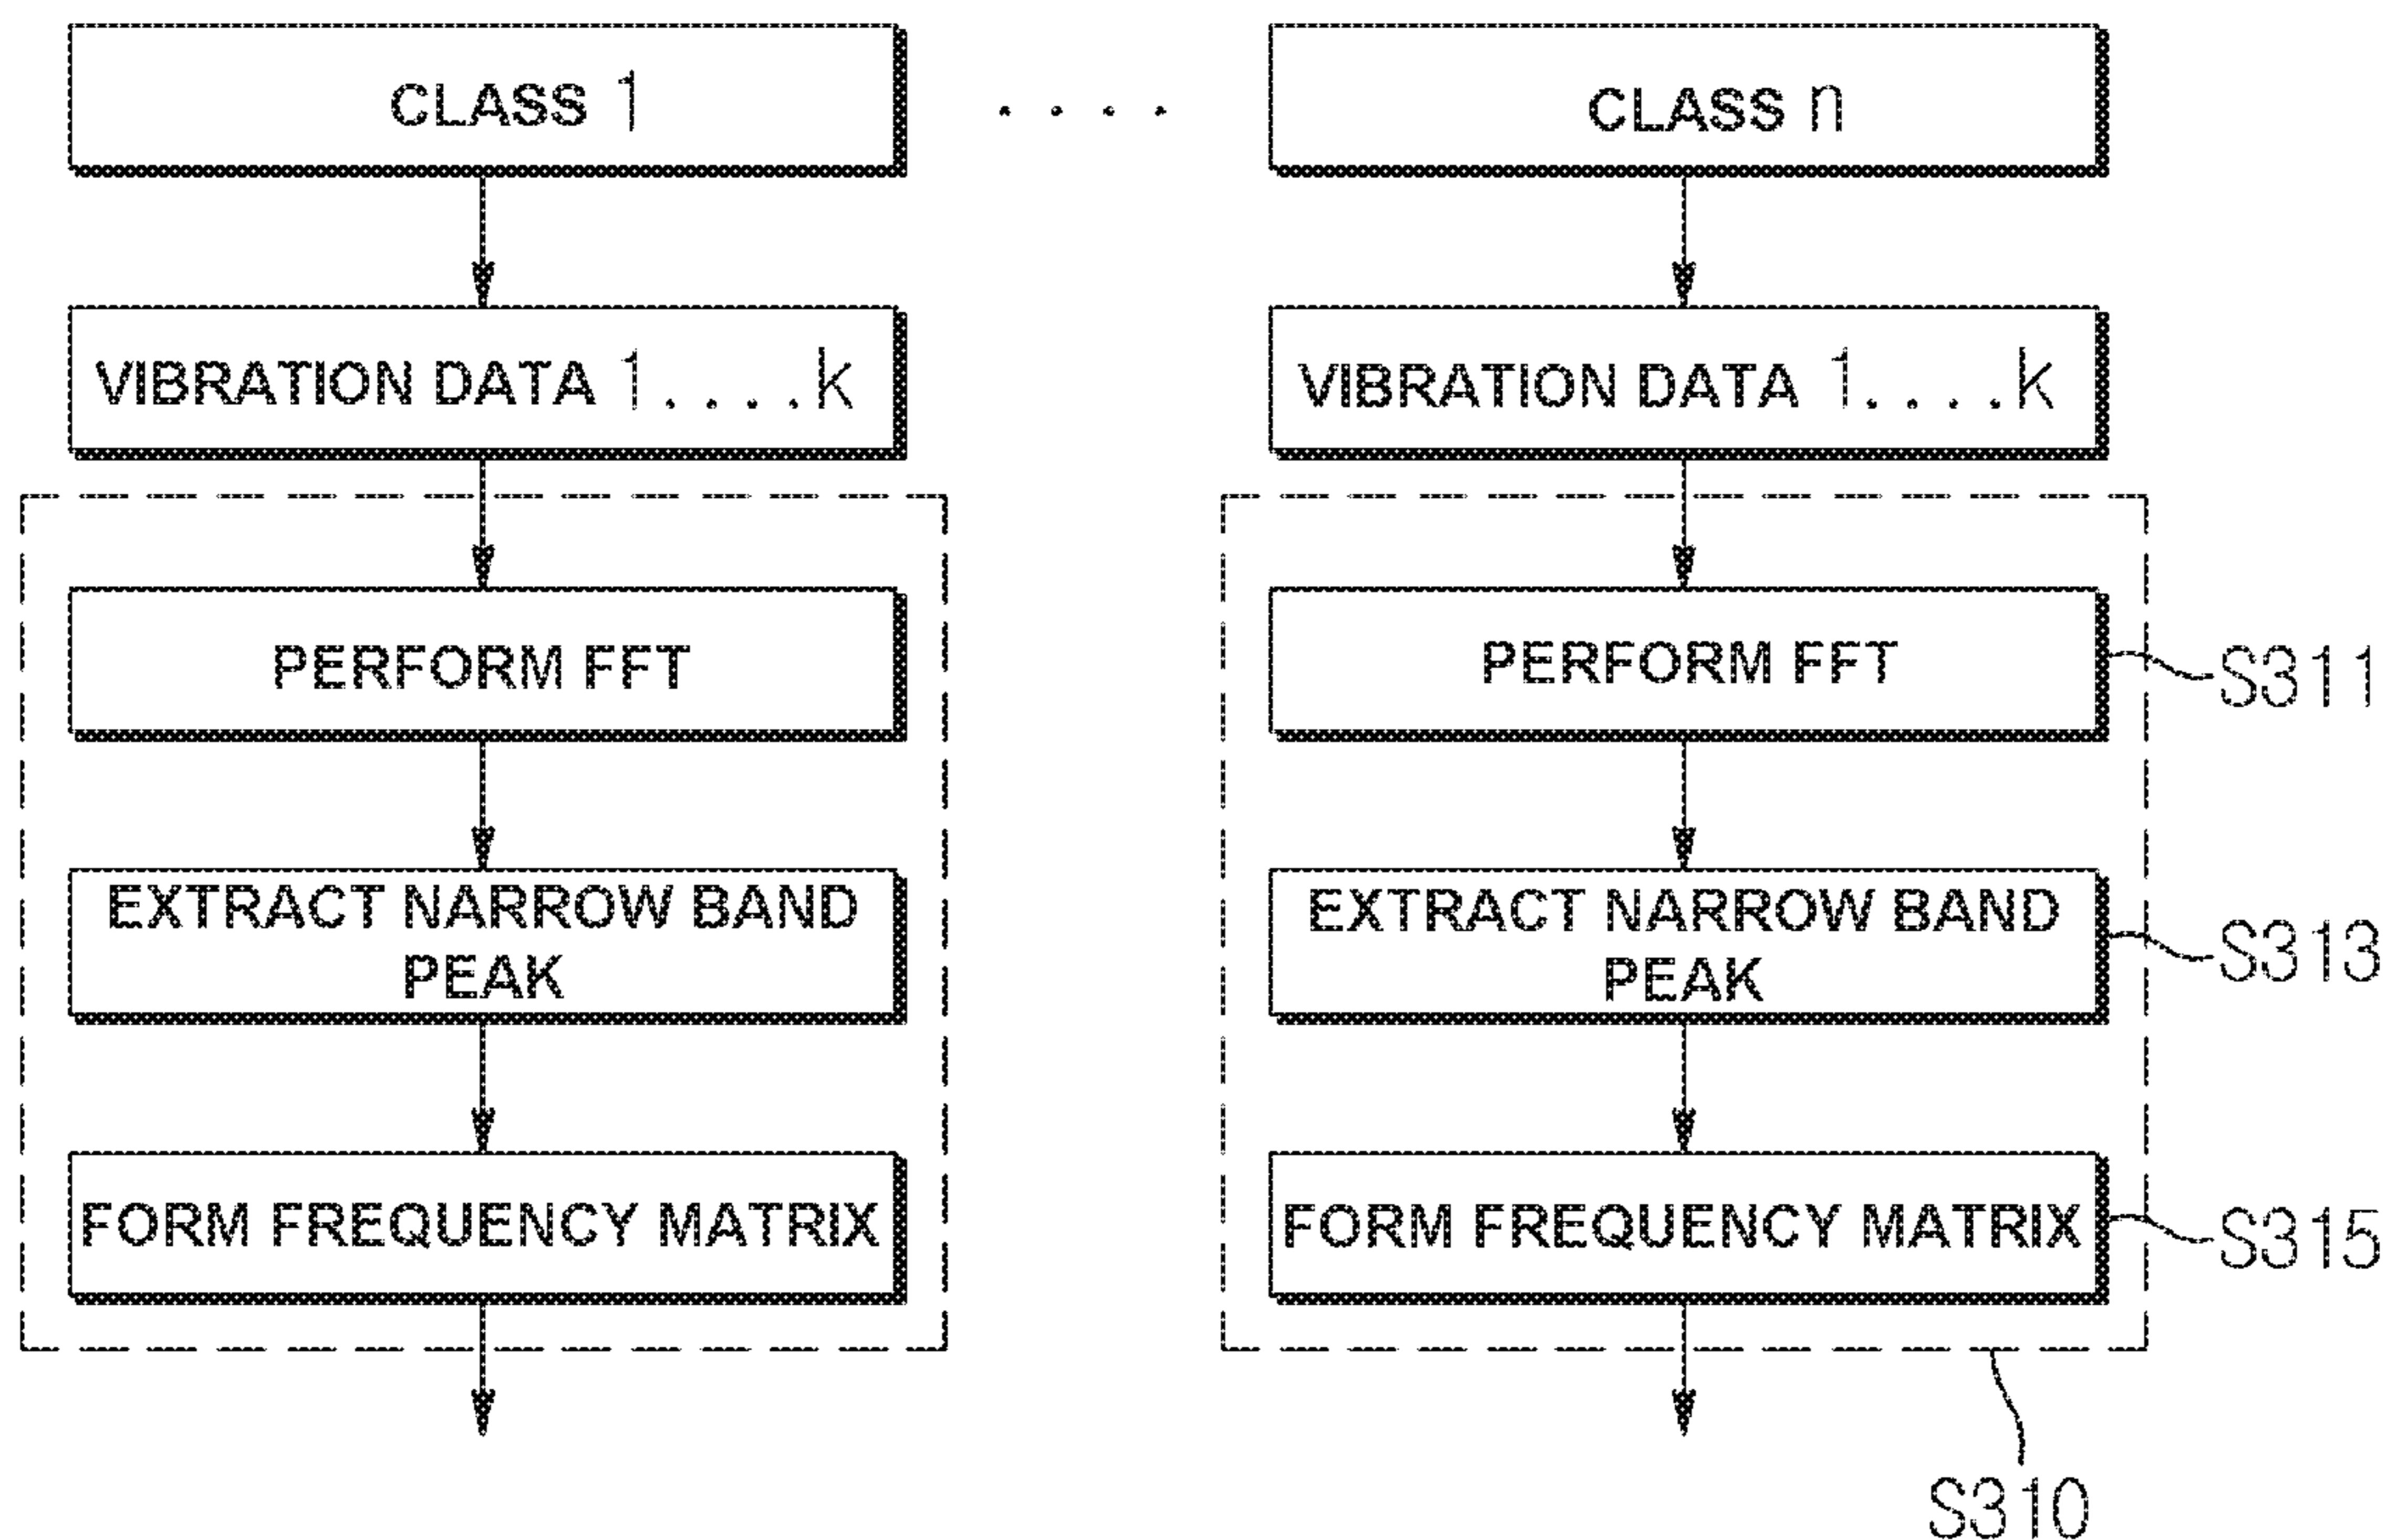 CLASS 1
. . . .
CLASS n
VIBRATION DATA 1....k
VIBRATION DATA 1....k
PERFORM FFT
PERFORM FFT
S311
EXTRACT NARROW BAND
PEAK
EXTRACT NARROW BAND
PEAK
S313
FORM FREQUENCY MATRIX
FORM FREQUENCY MATRIX
S315
S310